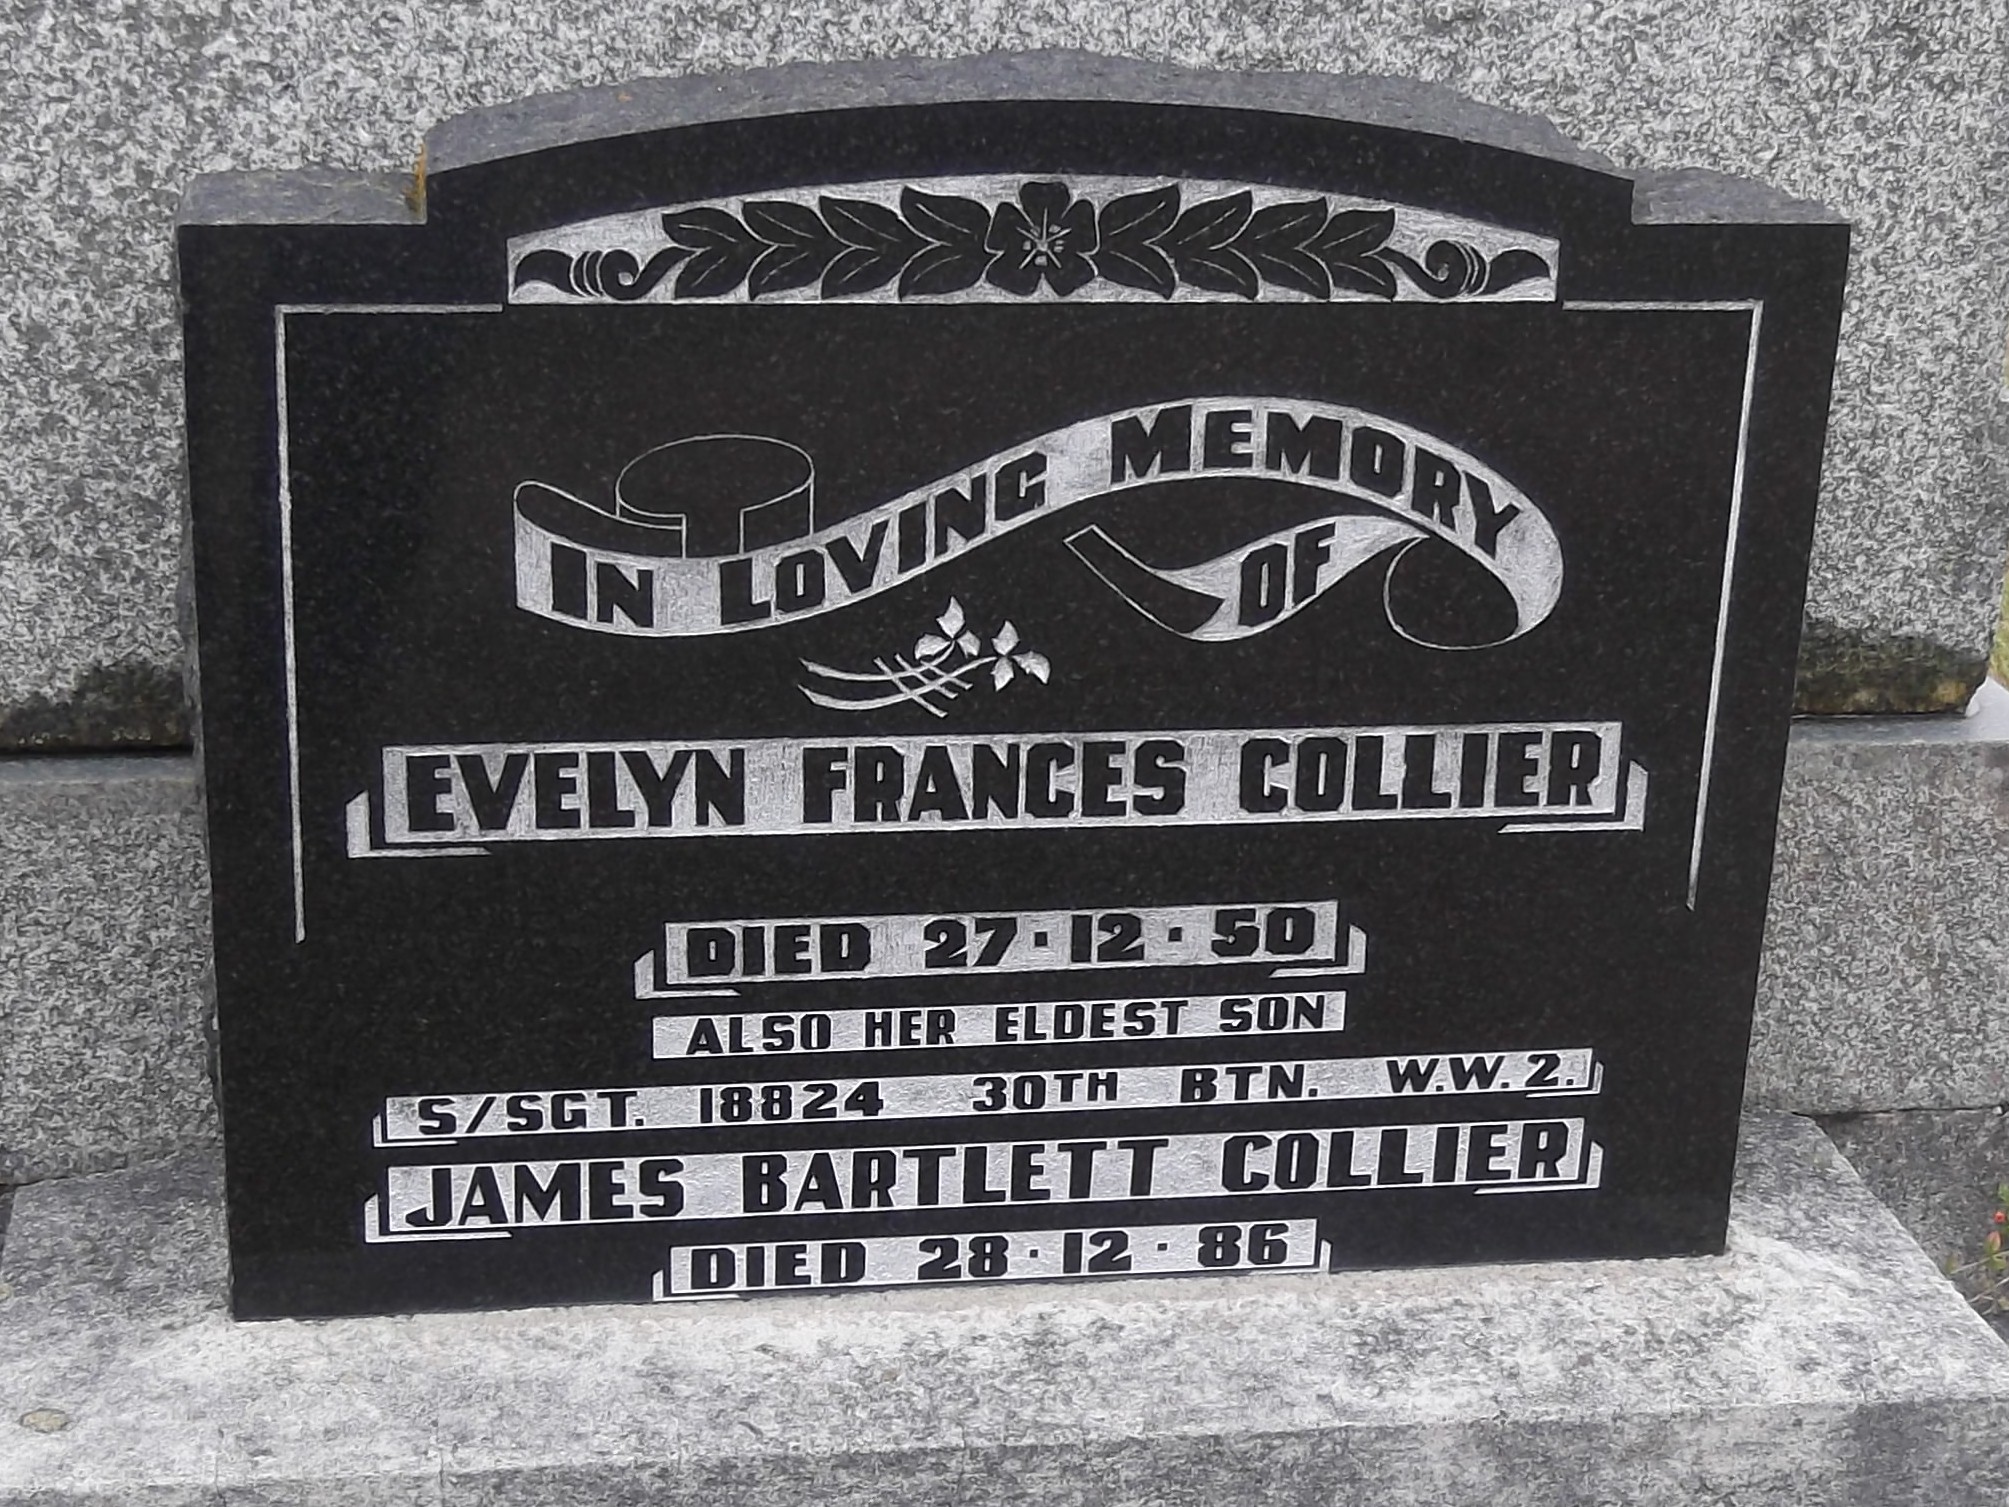 IN LOVING MEMORY
OF
EVELYN FRANCES COLLIER
DIED 27·12·50
ALSO HER ELDEST SON
S/SGT. 18824 30TH BTN. W.W.2.
JAMES BARTLETT COLLIER
DIED 28·12·86